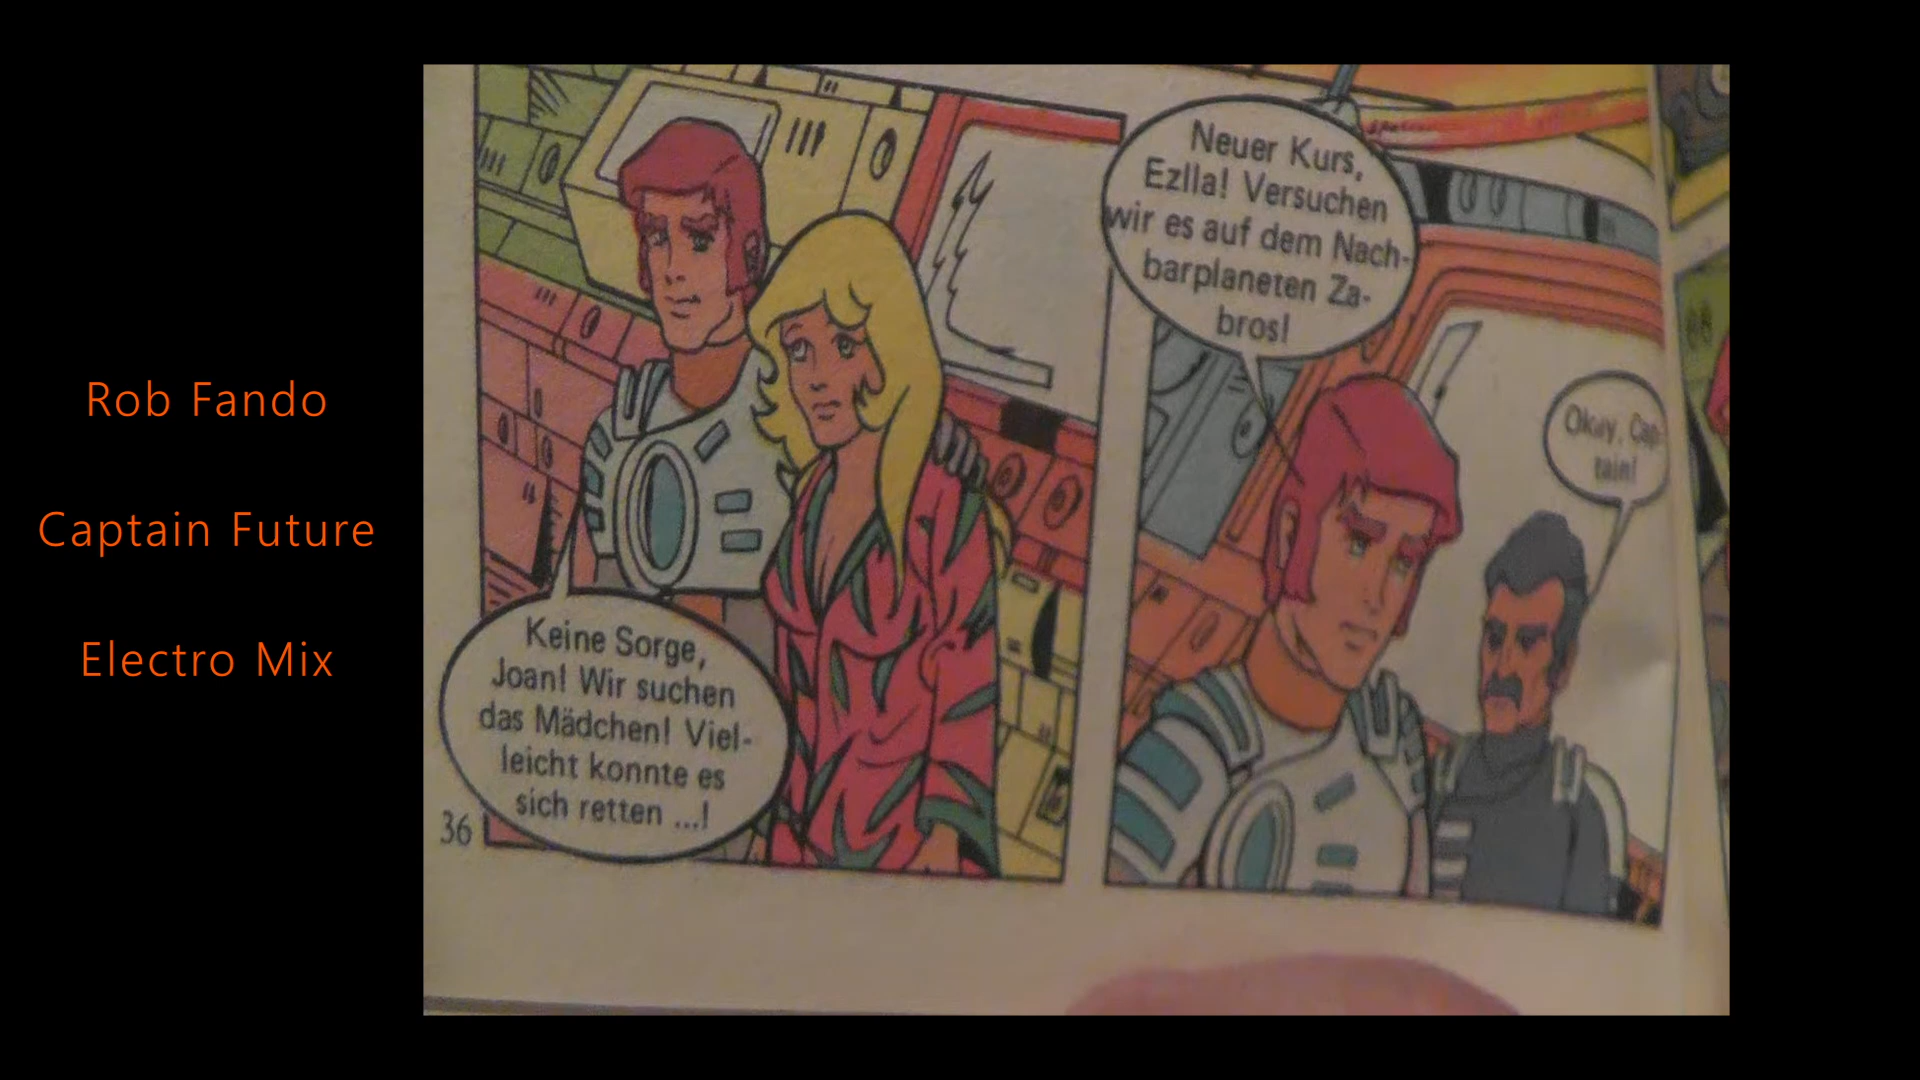 Rob Fando
Captain Future
Electro Mix
Keine Sorge,
Joan! Wir suchen
das Mädchen! Viel-
leicht konnte es
sich retten ...!
36
Neuer Kurs,
Ezlla! Versuchen
wir es auf dem Nach-
barplaneten Za-
bros!
Okay, Cap-
tain!